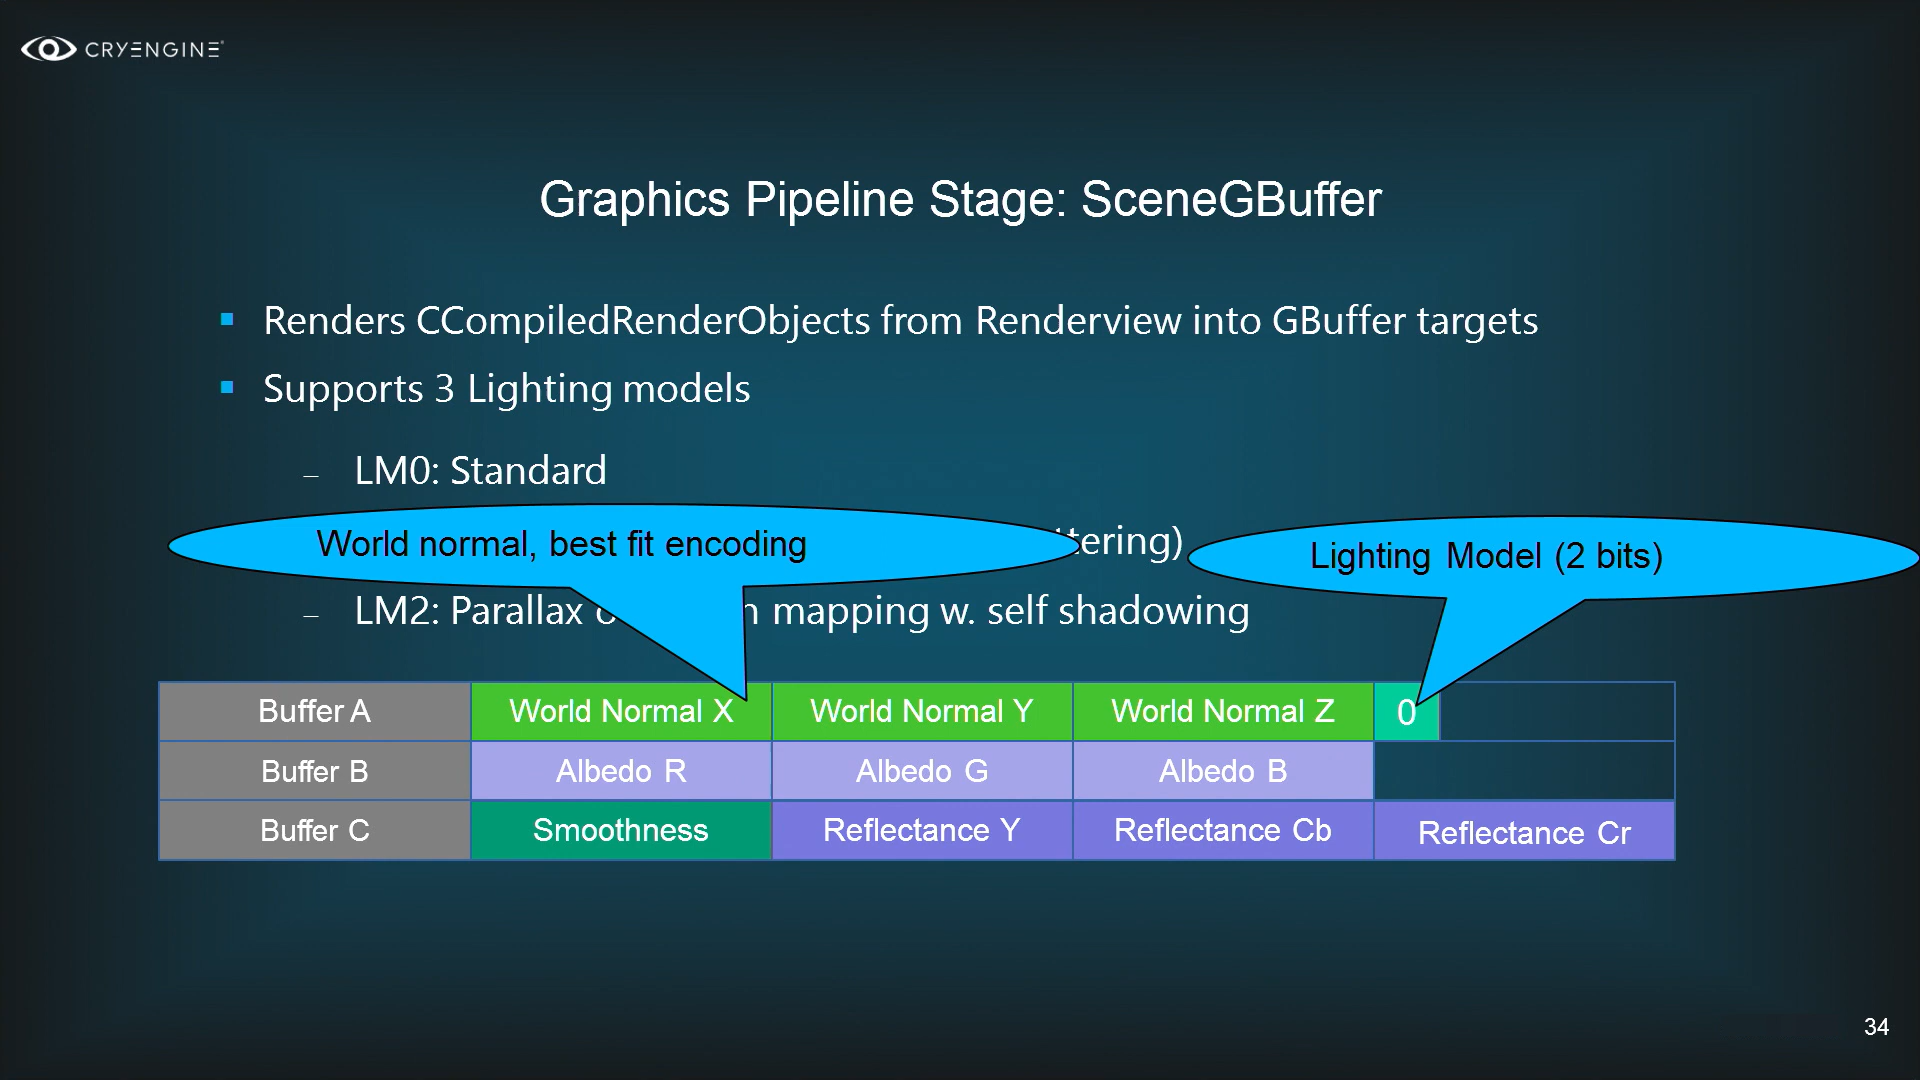 CRYENGINE
Graphics Pipeline Stage: SceneGBuffer
Renders CCompiledRenderObjects from Renderview into GBuffer targets
Supports 3 Lighting models
– LM0: Standard
World normal, best fit encoding
Lighting Model (2 bits)
– LM2: Parallax mapping w. self shadowing
Buffer A World Normal X World Normal Y World Normal Z 0
Buffer B Albedo R Albedo G Albedo B
Buffer C Smoothness Reflectance Y Reflectance Cb Reflectance Cr
34